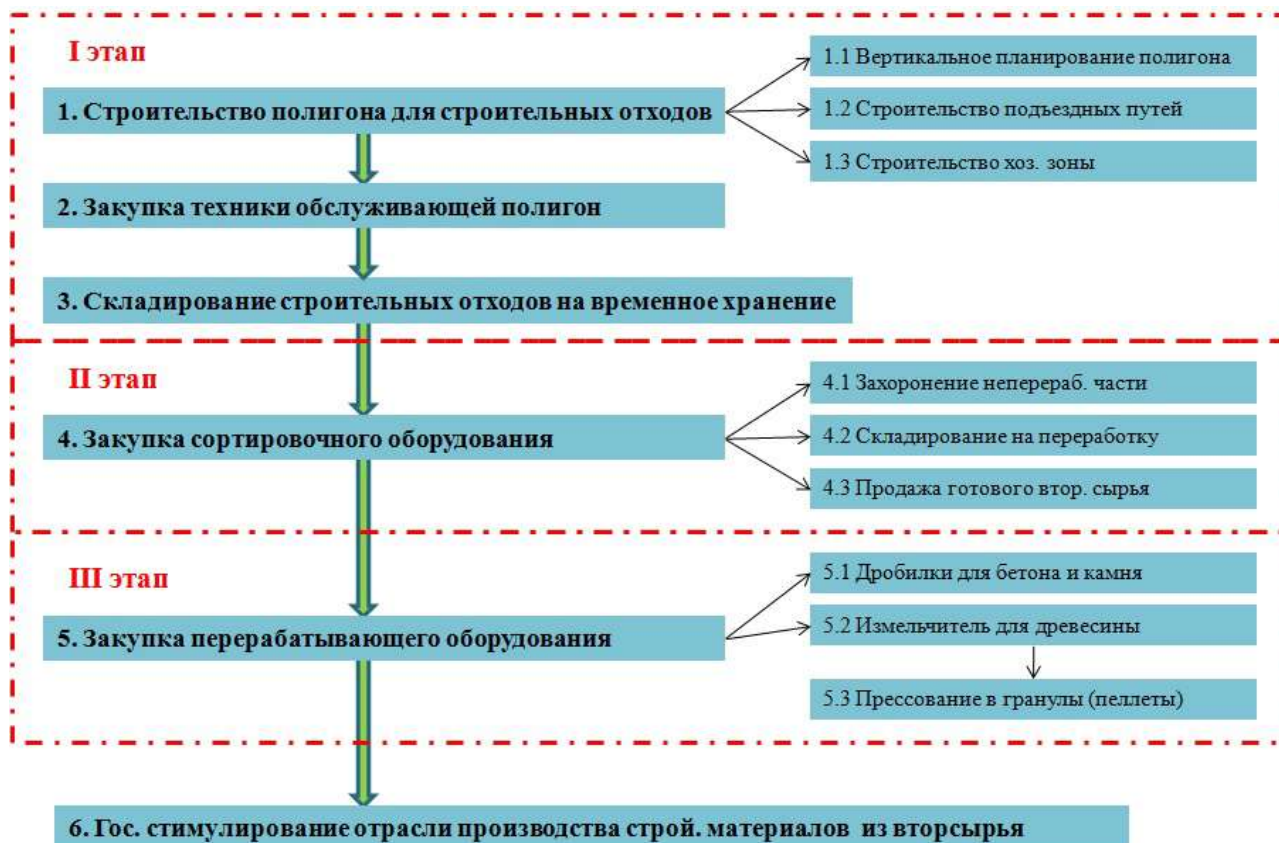 I этап
1. Строительство полигона для строительных отходов
1.1 Вертикальное планирование полигона
1.2 Строительство подъездных путей
1.3 Строительство хоз. зоны
2. Закупка техники обслуживающей полигон
3. Складирование строительных отходов на временное хранение
II этап
4. Закупка сортировочного оборудования
4.1 Захоронение неперераб. части
4.2 Складирование на переработку
4.3 Продажа готового втор. сырья
III этап
5. Закупка перерабатывающего оборудования
5.1 Дробилки для бетона и камня
5.2 Измельчитель для древесины
5.3 Прессование в гранулы (пеллеты)
6. Гос. стимулирование отрасли производства строй. материалов из вторсырья